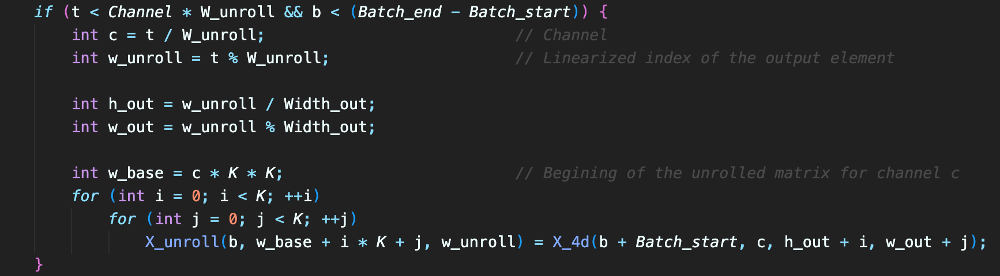 if (t < Channel * W_unroll && b < (Batch_end - Batch_start)) {
int c = t / W_unroll; // Channel
int w_unroll = t % W_unroll; // Linearized index of the output element
int h_out = w_unroll / Width_out;
int w_out = w_unroll % Width_out;
int w_base = c * K * K; // Begining of the unrolled matrix for channel c
for (int i = 0; i < K; ++i)
for (int j = 0; j < K; ++j)
X_unroll(b, w_base + i * K + j, w_unroll) = X_4d(b + Batch_start, c, h_out + i, w_out + j);
}